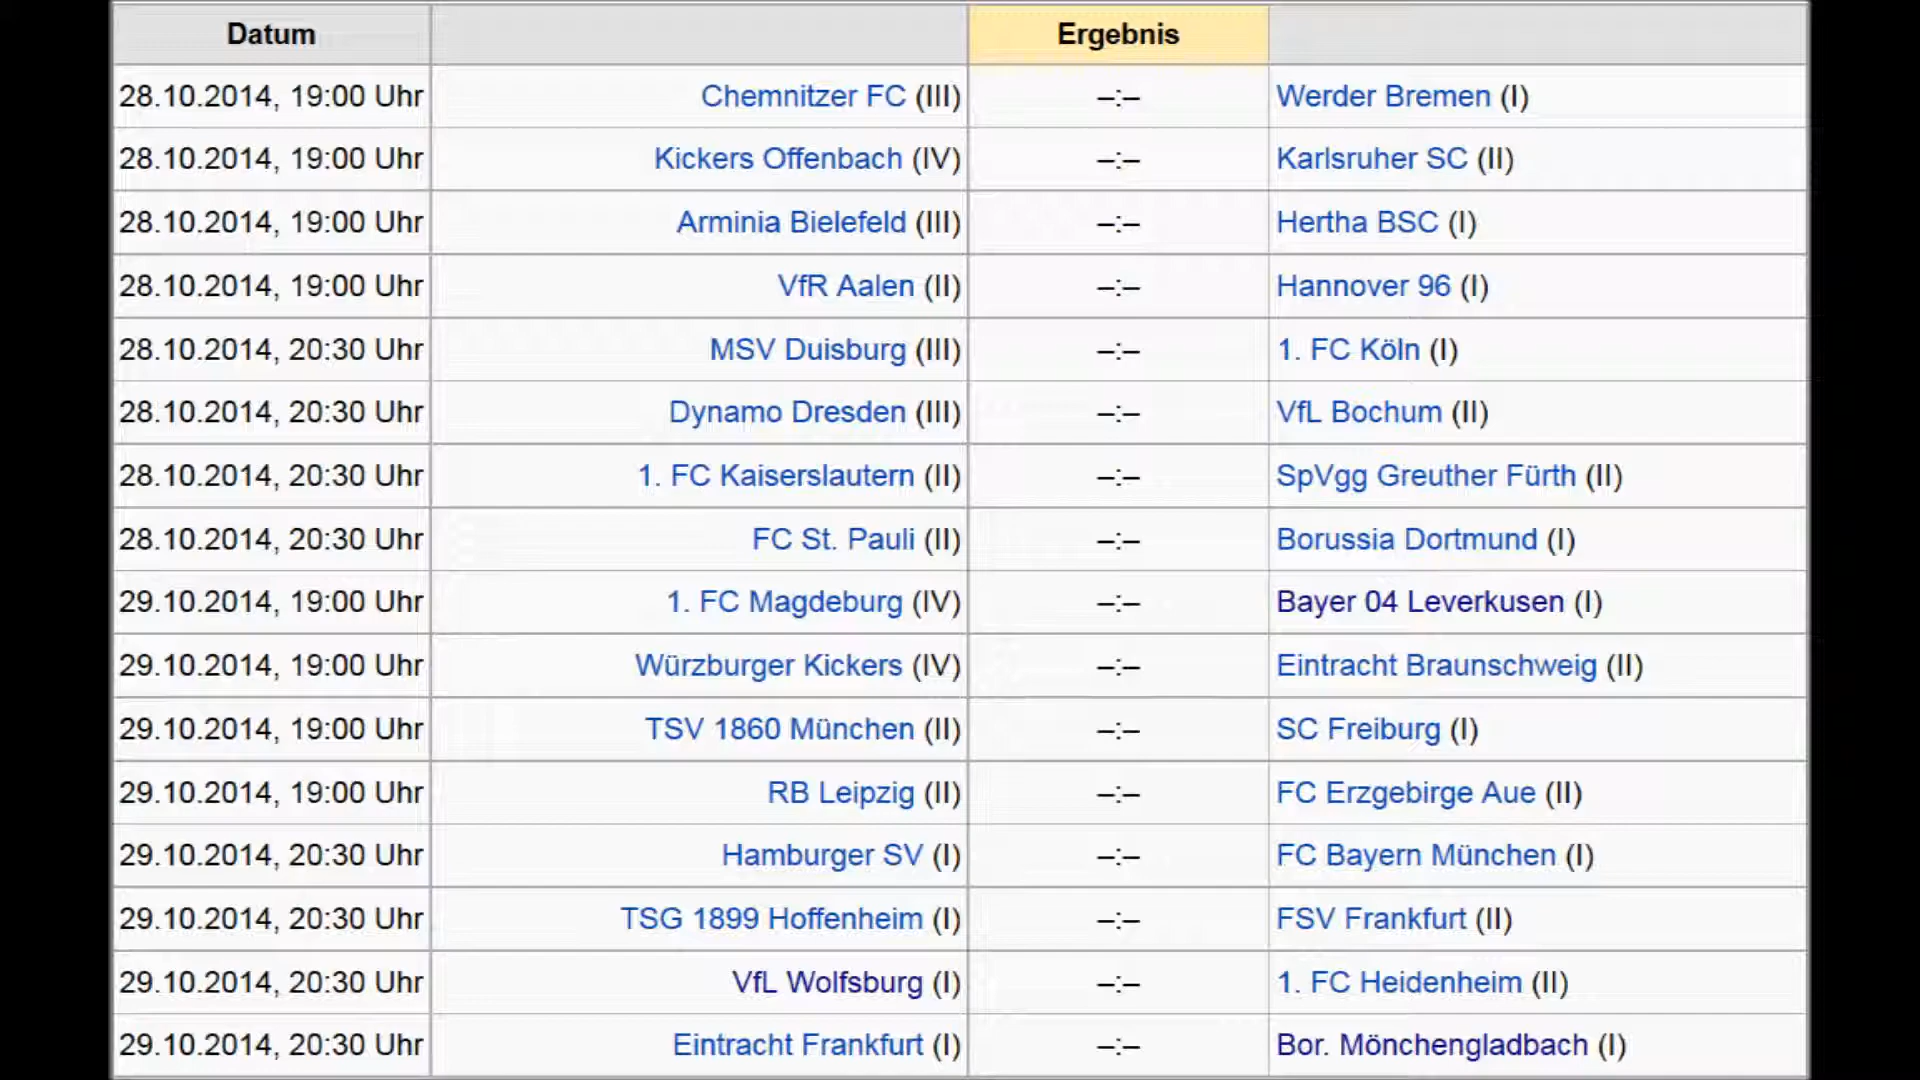 Datum Ergebnis
28.10.2014, 19:00 Uhr Chemnitzer FC (III) –:– Werder Bremen (I)
28.10.2014, 19:00 Uhr Kickers Offenbach (IV) –:– Karlsruher SC (II)
28.10.2014, 19:00 Uhr Arminia Bielefeld (III) –:– Hertha BSC (I)
28.10.2014, 19:00 Uhr VfR Aalen (II) –:– Hannover 96 (I)
28.10.2014, 20:30 Uhr MSV Duisburg (III) –:– 1. FC Köln (I)
28.10.2014, 20:30 Uhr Dynamo Dresden (III) –:– VfL Bochum (II)
28.10.2014, 20:30 Uhr 1. FC Kaiserslautern (II) –:– SpVgg Greuther Fürth (II)
28.10.2014, 20:30 Uhr FC St. Pauli (II) –:– Borussia Dortmund (I)
29.10.2014, 19:00 Uhr 1. FC Magdeburg (IV) –:– Bayer 04 Leverkusen (I)
29.10.2014, 19:00 Uhr Würzburger Kickers (IV) –:– Eintracht Braunschweig (II)
29.10.2014, 19:00 Uhr TSV 1860 München (II) –:– SC Freiburg (I)
29.10.2014, 19:00 Uhr RB Leipzig (II) –:– FC Erzgebirge Aue (II)
29.10.2014, 20:30 Uhr Hamburger SV (I) –:– FC Bayern München (I)
29.10.2014, 20:30 Uhr TSG 1899 Hoffenheim (I) –:– FSV Frankfurt (II)
29.10.2014, 20:30 Uhr VfL Wolfsburg (I) –:– 1. FC Heidenheim (II)
29.10.2014, 20:30 Uhr Eintracht Frankfurt (I) –:– Bor. Mönchengladbach (I)